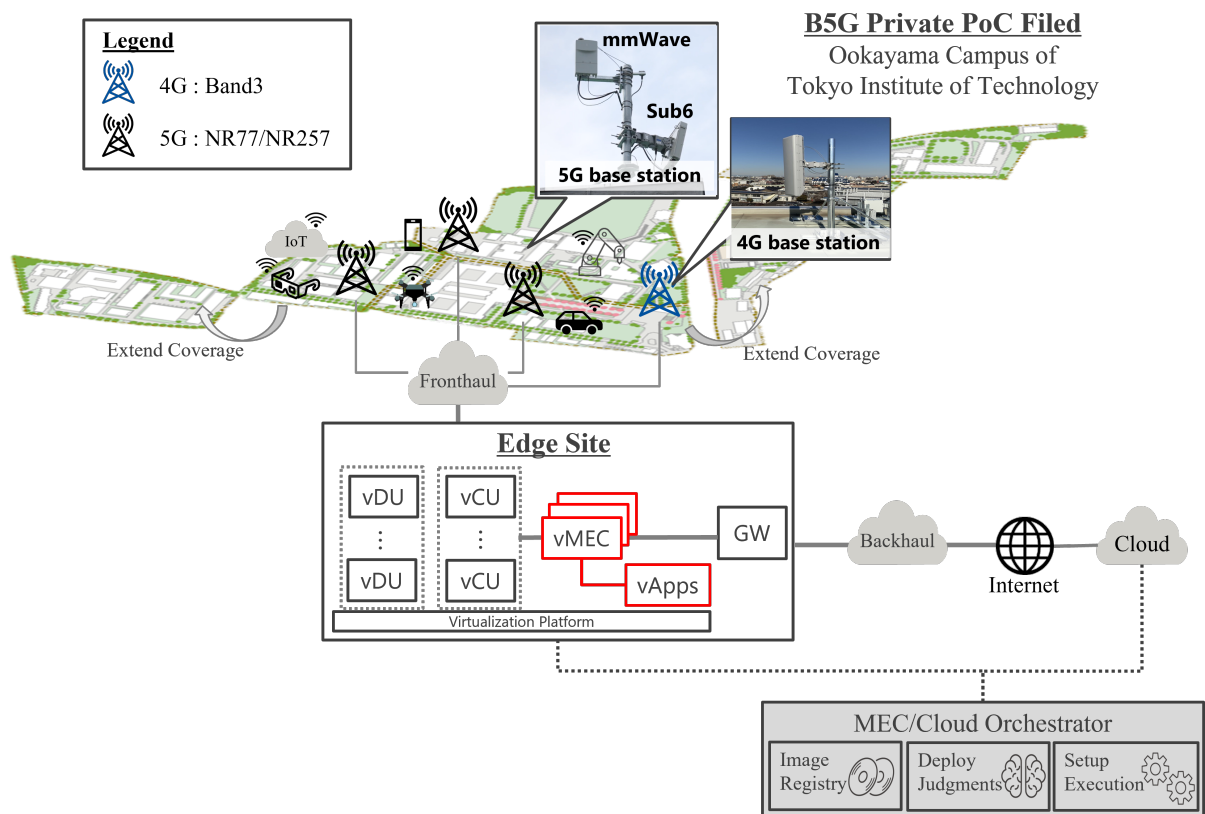 B5G Private PoC Filed
Ookayama Campus of
Tokyo Institute of Technology
Legend
4G : Band3
5G : NR77/NR257
mmWave
Sub6
5G base station
4G base station
IoT
Extend Coverage
Extend Coverage
Fronthaul
Edge Site
vDU
vCU
⋮
⋮
vMEC
GW
vDU
vCU
vApps
Virtualization Platform
Backhaul
Internet
Cloud
MEC/Cloud Orchestrator
Image
Registry
Deploy
Judgments
Setup
Execution